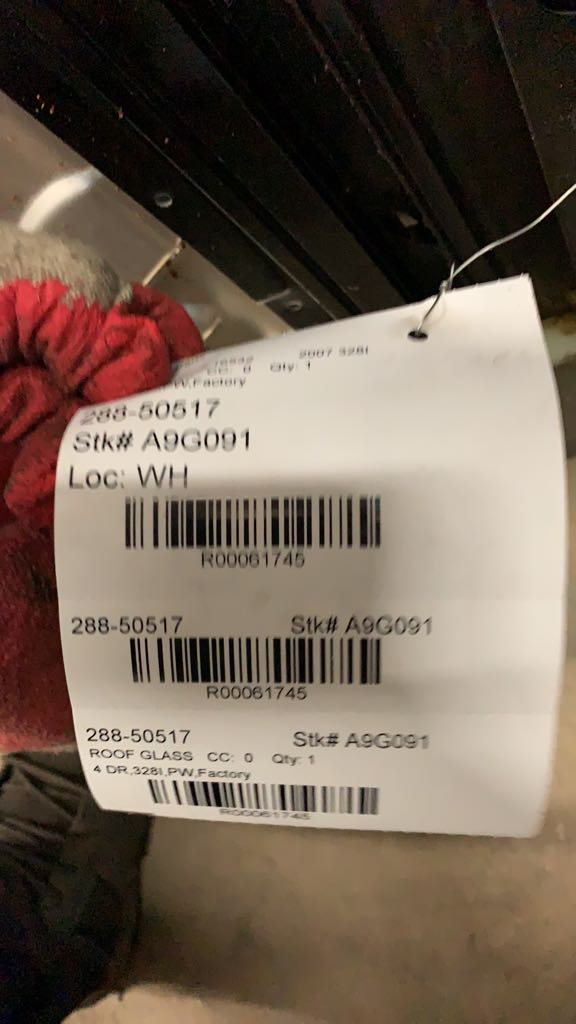 2007 328I
CC: 0 Qty: 1
PW,Factory
288-50517
Stk# A9G091
Loc: WH
R00061745
288-50517 Stk# A9G091
R00061745
288-50517 Stk# A9G091
ROOF GLASS CC: 0 Qty: 1
4 DR,328I,PW,Factory
R00061745